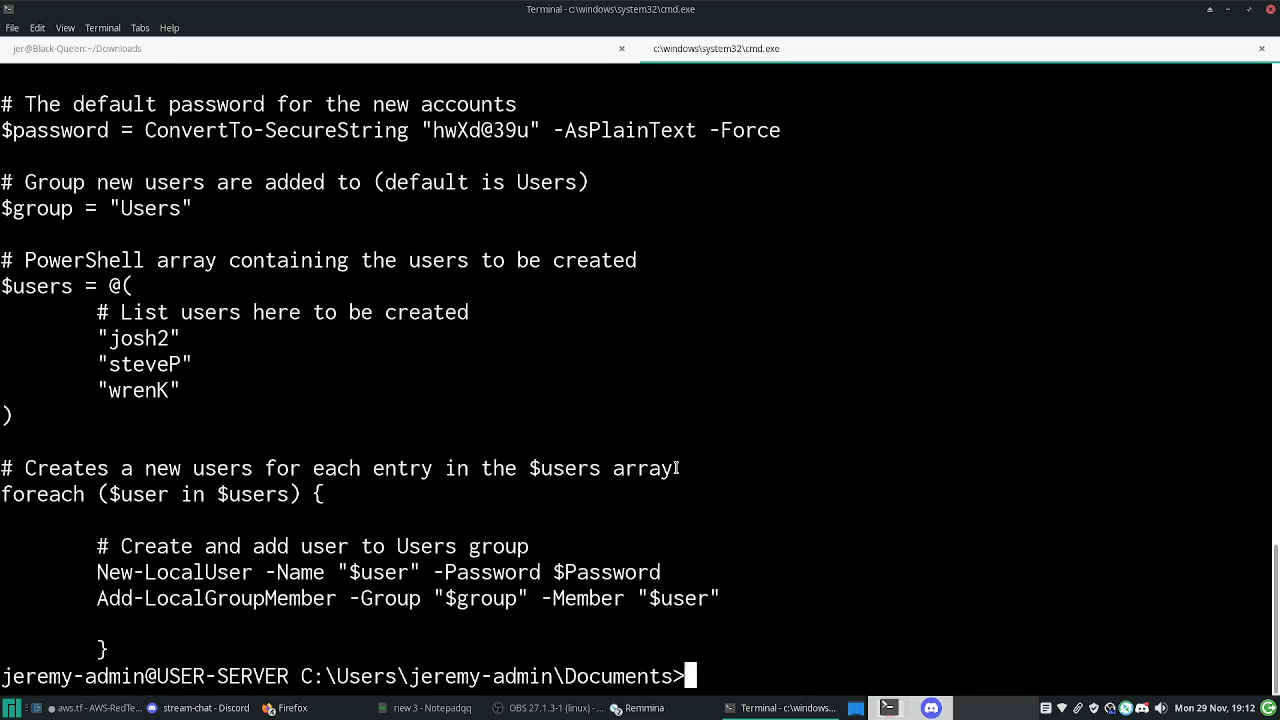 Terminal - c:\windows\system32\cmd.exe
File Edit View Terminal Tabs Help
jer@Black-Queen:~/Downloads
c:\windows\system32\cmd.exe
# The default password for the new accounts
$password = ConvertTo-SecureString "hwXd@39u" -AsPlainText -Force
# Group new users are added to (default is Users)
$group = "Users"
# PowerShell array containing the users to be created
$users = @(
# List users here to be created
"josh2"
"steveP"
"wrenK"
)
# Creates a new users for each entry in the $users array
foreach ($user in $users) {
# Create and add user to Users group
New-LocalUser -Name "$user" -Password $Password
Add-LocalGroupMember -Group "$group" -Member "$user"
}
jeremy-admin@USER-SERVER C:\Users\jeremy-admin\Documents>
aws.tf - AWS-RedTe... stream-chat - Discord Firefox new 3 - Notepadqq OBS 27.1.3-1 (linux) - ... Remmina Terminal - c:\windows... Mon 29 Nov, 19:12